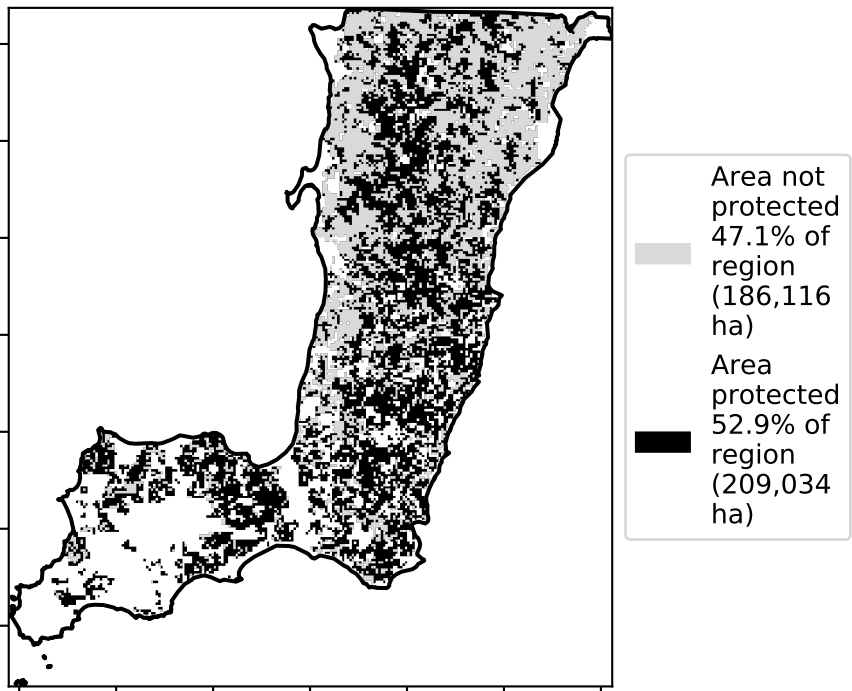 Area not
protected
47.1% of
region
(186,116
ha)
Area
protected
52.9% of
region
(209,034
ha)